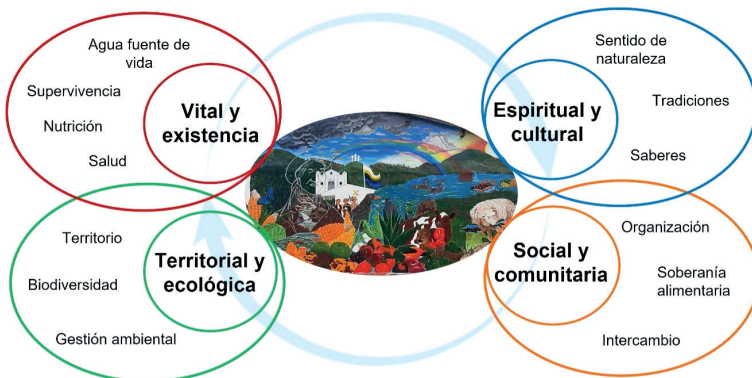 Agua fuente de
vida
Supervivencia
Nutrición
Salud
Vital y
existencia
Sentido de
naturaleza
Tradiciones
Saberes
Espiritual y
cultural
Territorio
Biodiversidad
Gestión ambiental
Territorial y
ecológica
Organización
Soberanía
alimentaria
Intercambio
Social y
comunitaria